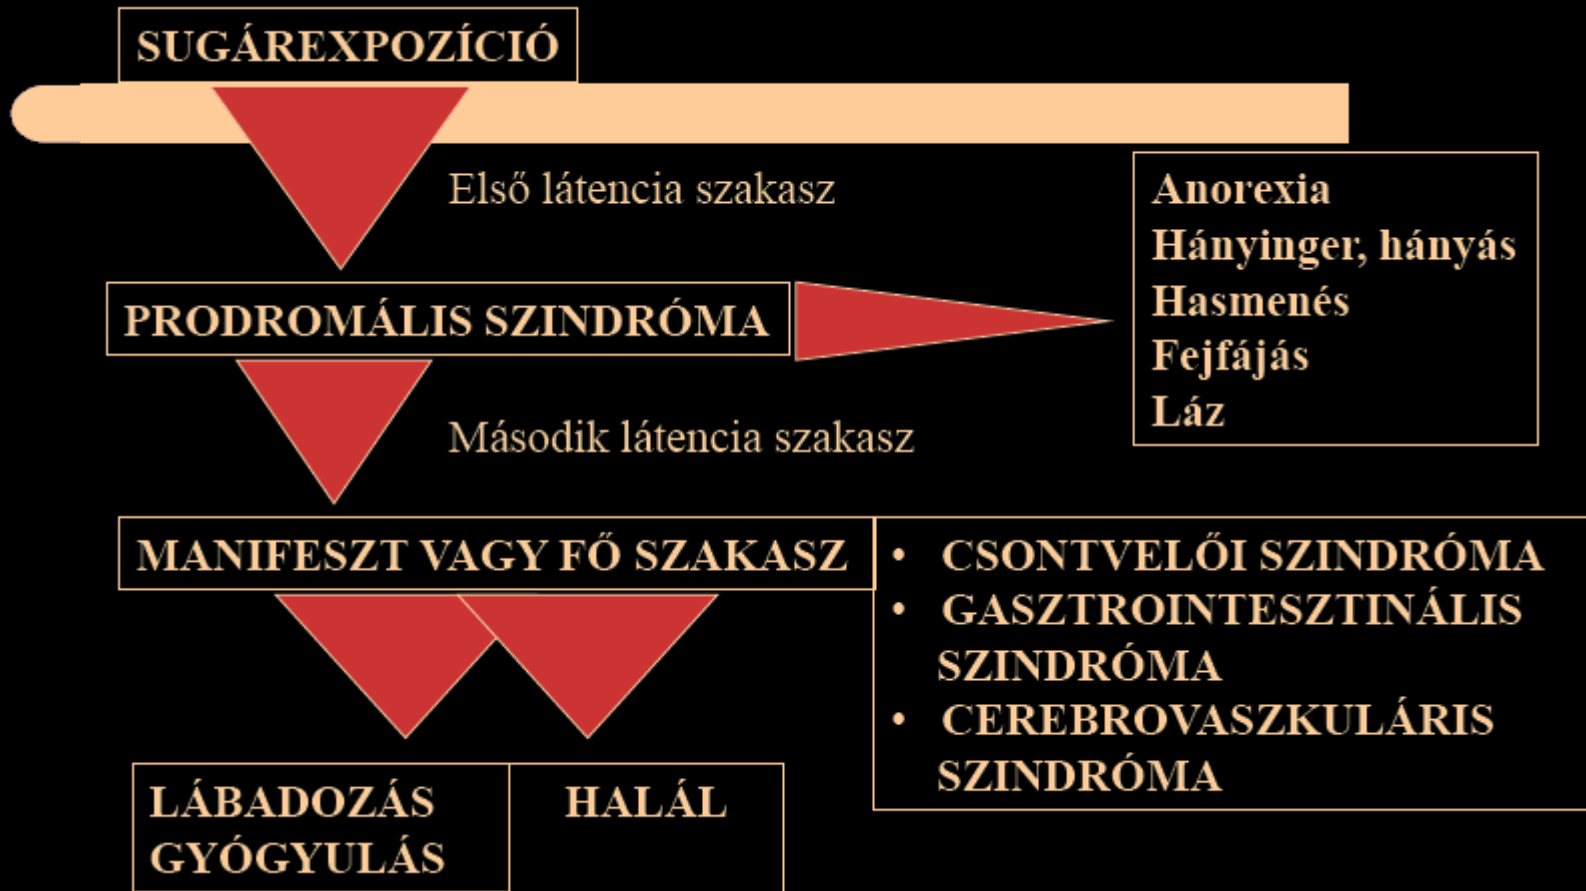 SUGÁREXPOZÍCIÓ
Első látencia szakasz
PRODROMÁLIS SZINDRÓMA
Anorexia
Hányinger, hányás
Hasmenés
Fejfájás
Láz
Második látencia szakasz
MANIFESZT VAGY FŐ SZAKASZ
• CSONTVELŐI SZINDRÓMA
• GASZTROINTESZTINÁLIS
SZINDRÓMA
• CEREBROVASZKULÁRIS
SZINDRÓMA
LÁBADOZÁS
GYÓGYULÁS
HALÁL